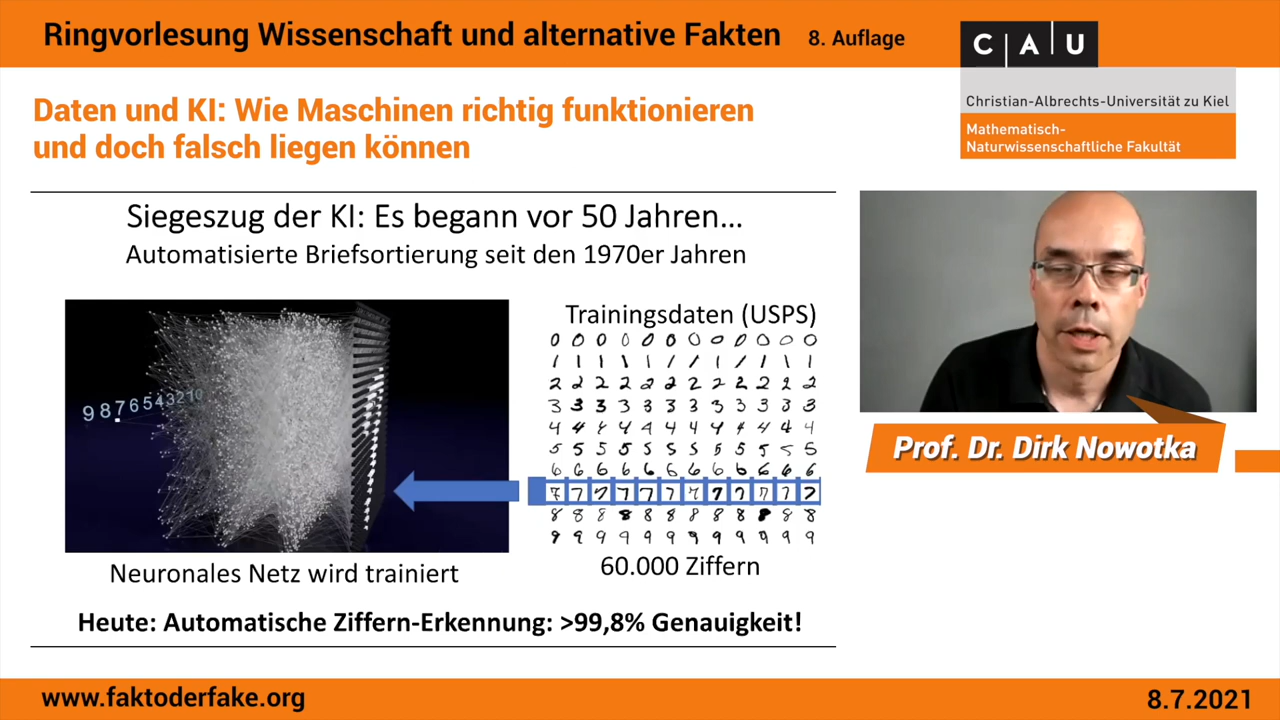 Ringvorlesung Wissenschaft und alternative Fakten 8. Auflage
C A U
Christian-Albrechts-Universität zu Kiel
Mathematisch-
Naturwissenschaftliche Fakultät
Daten und KI: Wie Maschinen richtig funktionieren
und doch falsch liegen können
Siegeszug der KI: Es begann vor 50 Jahren...
Automatisierte Briefsortierung seit den 1970er Jahren
9876543210
Trainingsdaten (USPS)
0 0 0 0 0 0 0 0 0 0 0 0
1 1 1 1 1 1 1 1 1 1 1 1
2 2 2 2 2 2 2 2 2 2 2 2
3 3 3 3 3 3 3 3 3 3 3 3
4 4 4 4 4 4 4 4 4 4 4 4
5 5 5 5 5 5 5 5 5 5 5 5
6 6 6 6 6 6 6 6 6 6 6 6
7 7 7 7 7 7 7 7 7 7 7 7
8 8 8 8 8 8 8 8 8 8 8 8
9 9 9 9 9 9 9 9 9 9 9 9
Neuronales Netz wird trainiert
60.000 Ziffern
Heute: Automatische Ziffern-Erkennung: >99,8% Genauigkeit!
Prof. Dr. Dirk Nowotka
www.faktoderfake.org
8.7.2021